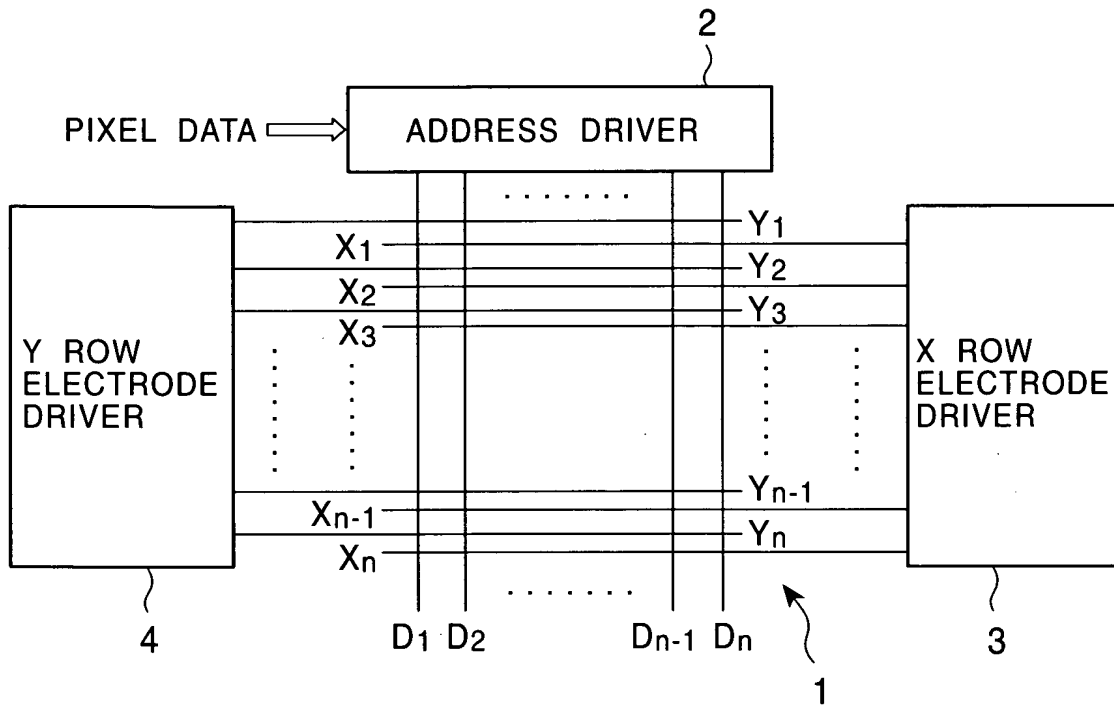 2
PIXEL DATA
ADDRESS DRIVER
. . . . . . .
Y1
X1
Y2
X2
Y3
X3
Y ROW
ELECTRODE
DRIVER
X ROW
ELECTRODE
DRIVER
Yn-1
Xn-1
Yn
Xn
. . . . . . .
4
D1 D2 Dn-1 Dn
3
1